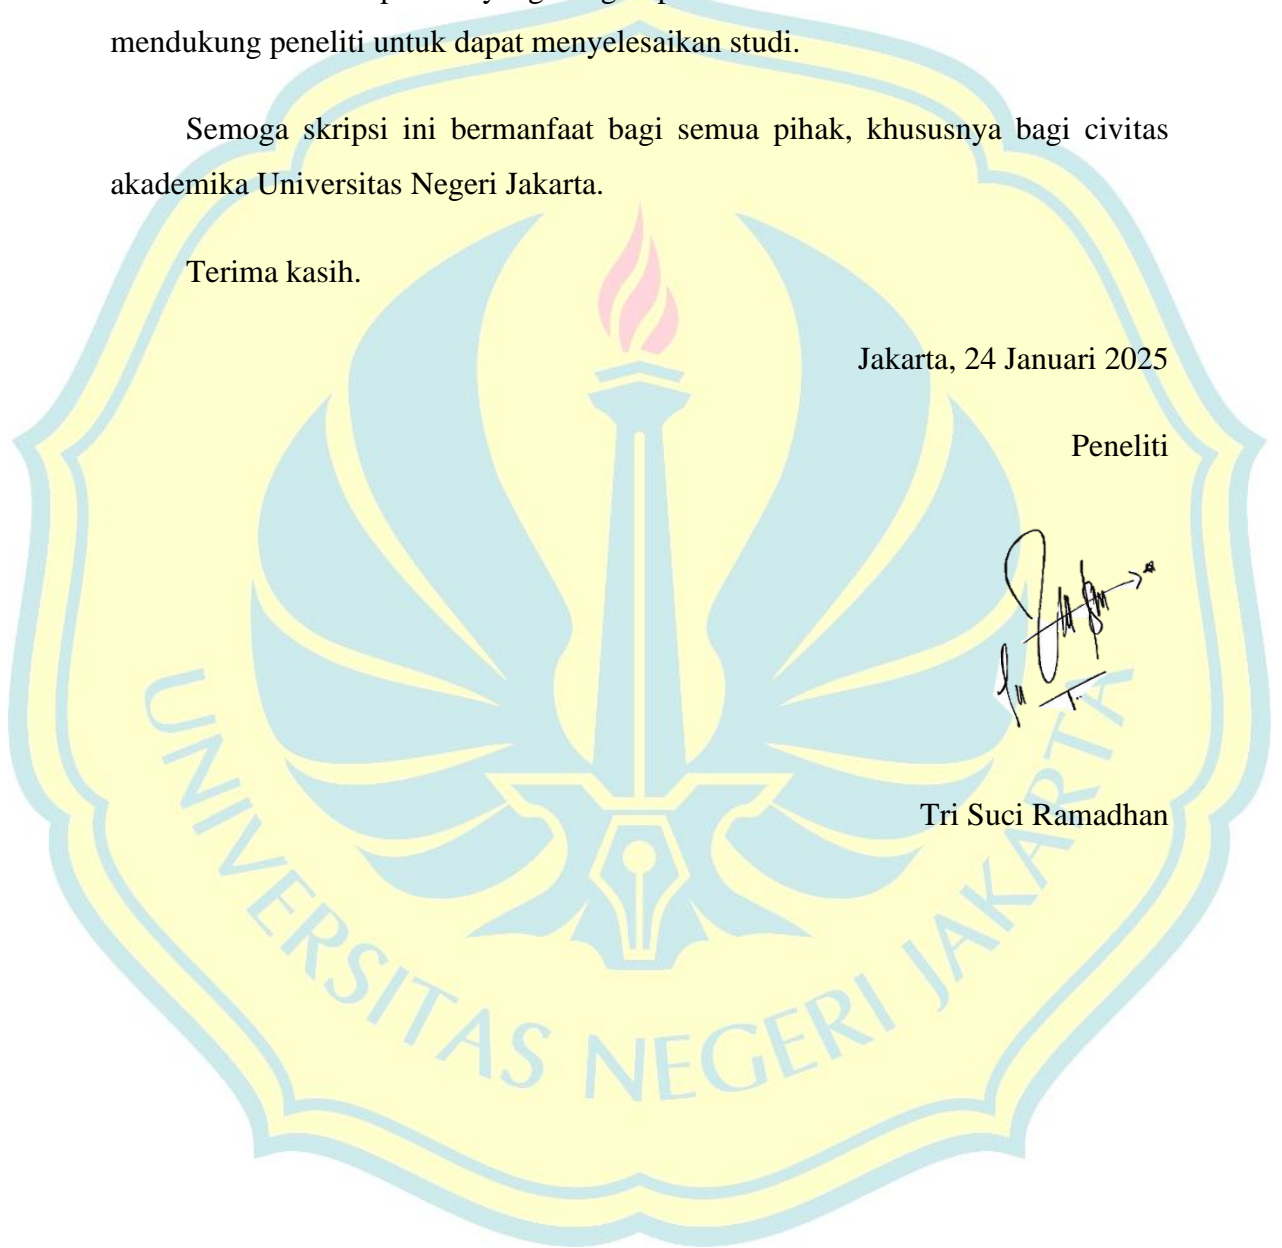 mendukung peneliti untuk dapat menyelesaikan studi.
Semoga skripsi ini bermanfaat bagi semua pihak, khususnya bagi civitas
akademika Universitas Negeri Jakarta.
Terima kasih.
Jakarta, 24 Januari 2025
Peneliti
Tri Suci Ramadhan
UNIVERSITAS NEGERI JAKARTA